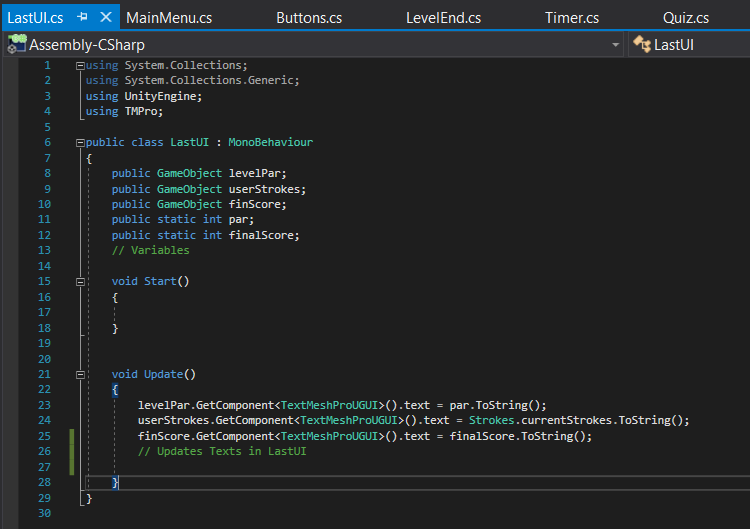 LastUI.cs MainMenu.cs Buttons.cs LevelEnd.cs Timer.cs Quiz.cs
Assembly-CSharp LastUI
1 using System.Collections;
2 using System.Collections.Generic;
3 using UnityEngine;
4 using TMPro;
5
6 public class LastUI : MonoBehaviour
7 {
8 public GameObject levelPar;
9 public GameObject userStrokes;
10 public GameObject finScore;
11 public static int par;
12 public static int finalScore;
13 // Variables
14
15 void Start()
16 {
17
18 }
19
20
21 void Update()
22 {
23 levelPar.GetComponent<TextMeshProUGUI>().text = par.ToString();
24 userStrokes.GetComponent<TextMeshProUGUI>().text = Strokes.currentStrokes.ToString();
25 finScore.GetComponent<TextMeshProUGUI>().text = finalScore.ToString();
26 // Updates Texts in LastUI
27
28 }
29 }
30